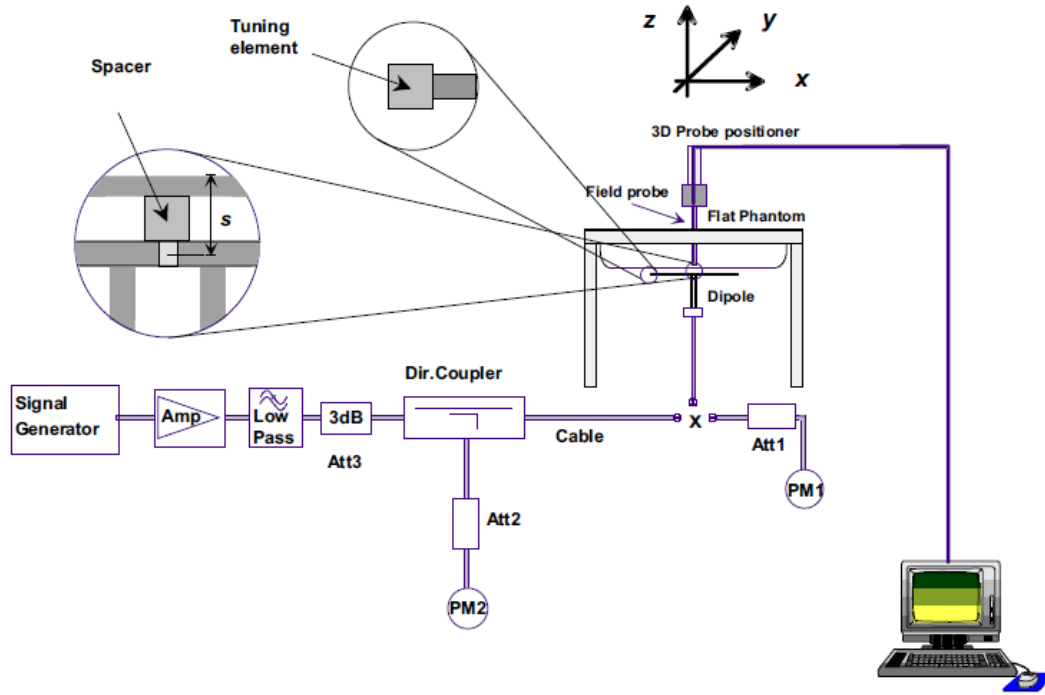 z
y
x
Tuning
element
Spacer
s
3D Probe positioner
Field probe
Flat Phantom
Dipole
Dir.Coupler
Signal
Generator
Amp
Low
Pass
3dB
Att3
Cable
X
Att1
PM1
Att2
PM2